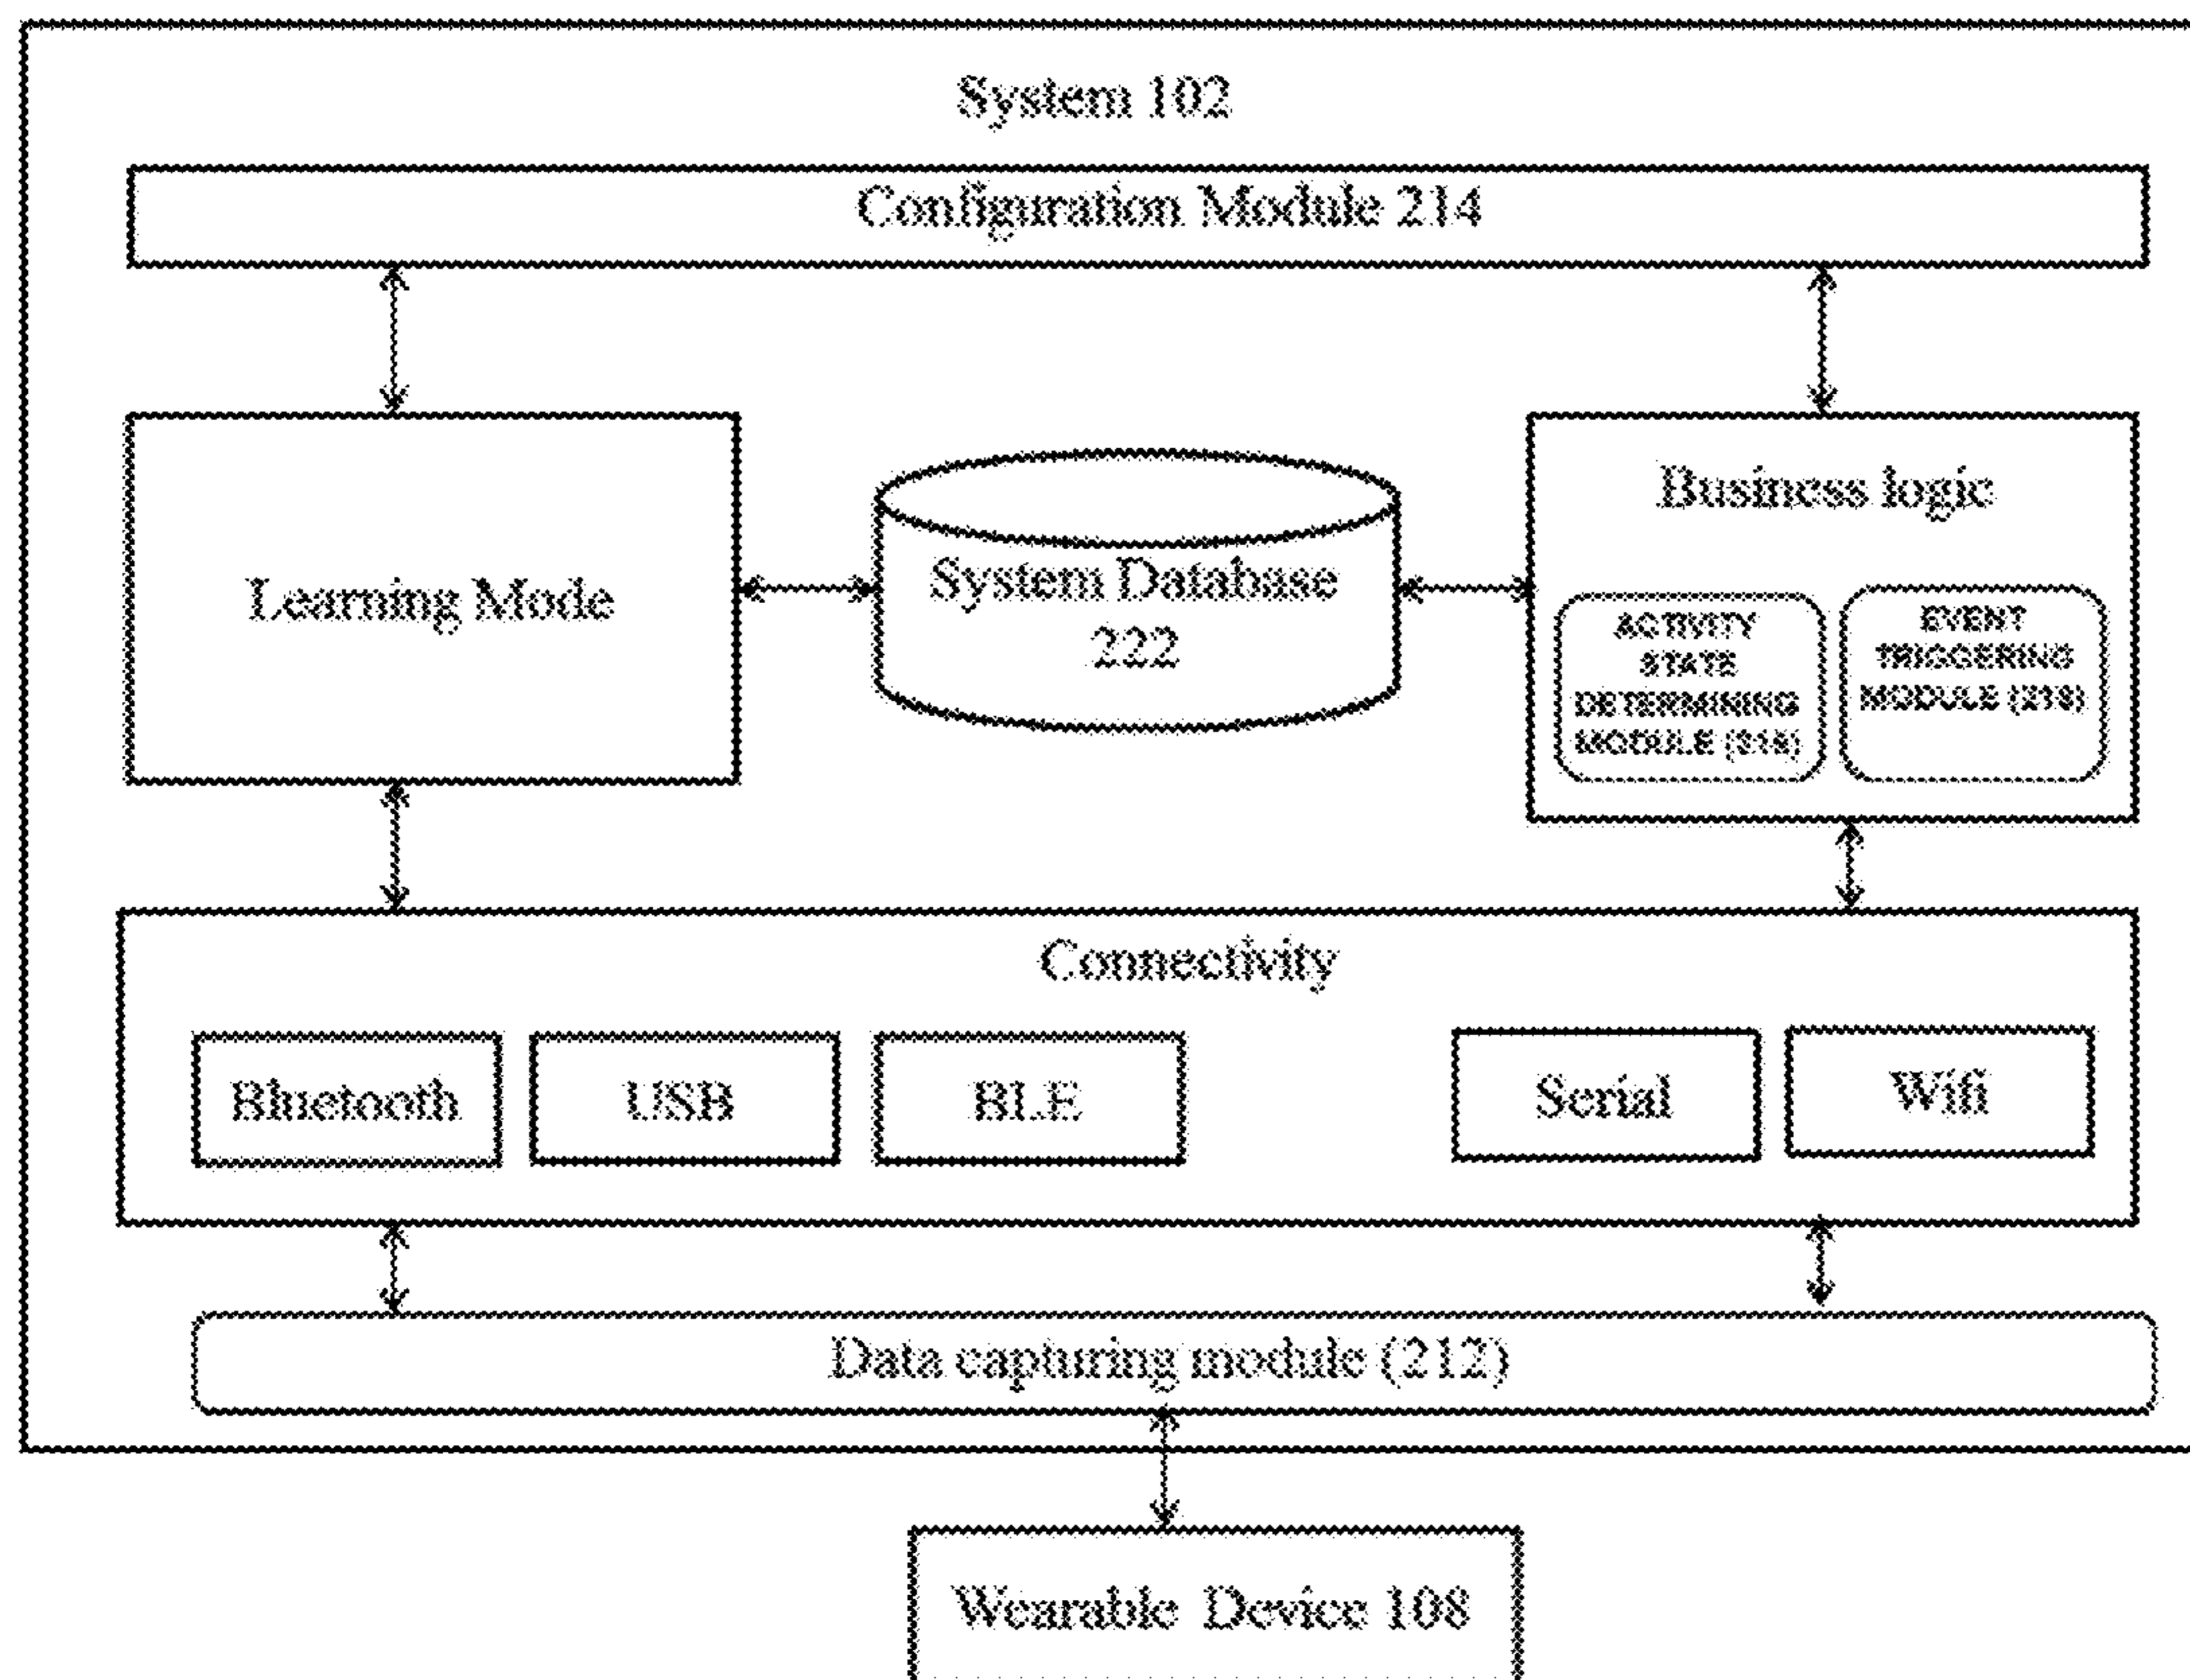 System 102
Configuration Module 214
Learning Mode
System Database
222
Business logic
ACTIVITY
STATE
DETERMINING
MODULE
EVENT
TRIGGERING
MODULE (218)
Connectivity
Bluetooth
USB
BLE
Serial
Wifi
Data capturing module (212)
Wearable Device 108